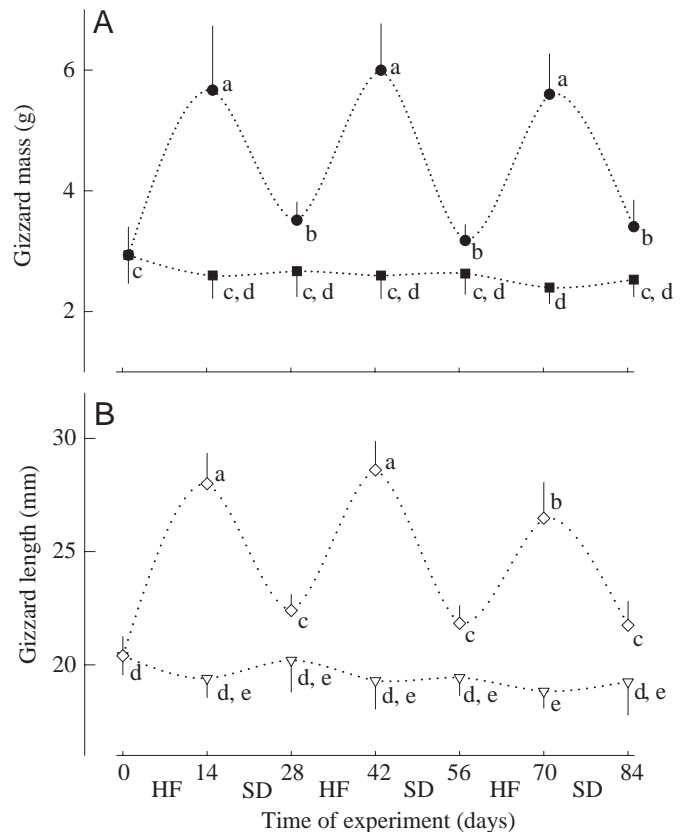 A
6
4
2
Gizzard mass (g)
a
a
a
b
b
b
c
c, d
c, d
c, d
c, d
d
c, d
B
30
25
20
Gizzard length (mm)
a
a
b
c
c
c
d
d, e
d, e
d, e
d, e
e
d, e
0 14 28 42 56 70 84
HF SD HF SD HF SD
Time of experiment (days)